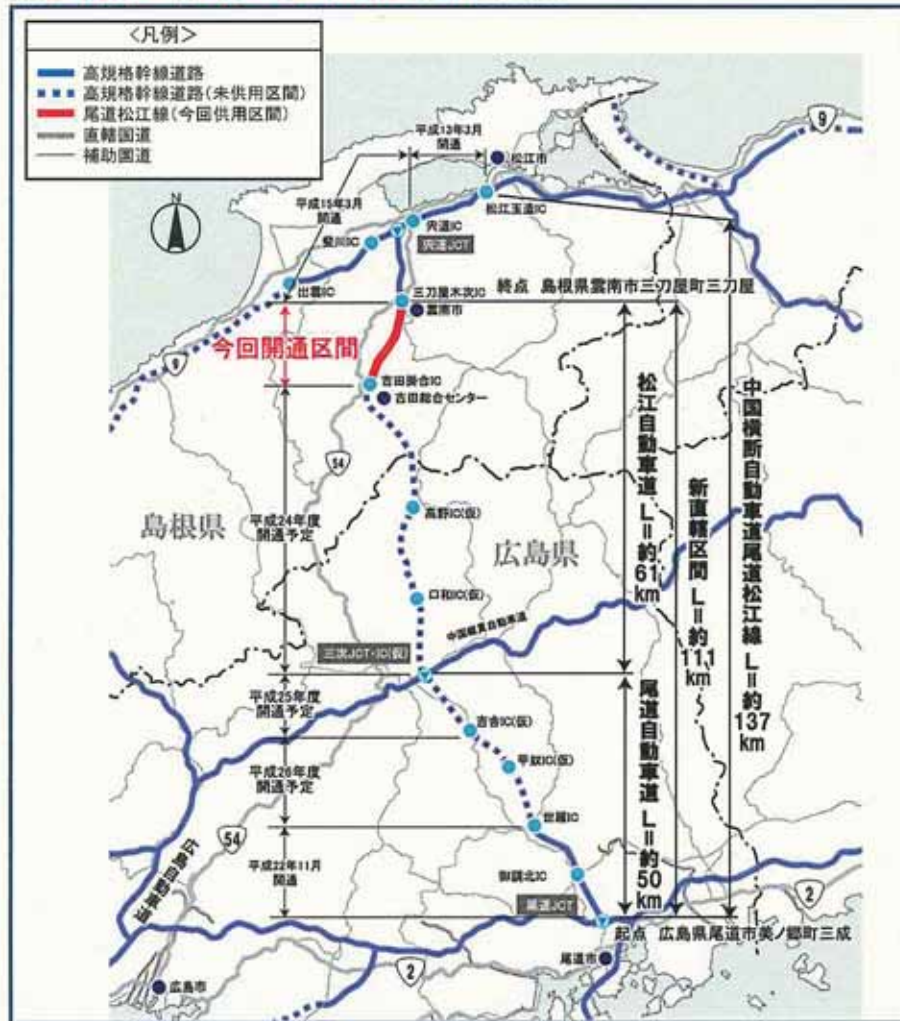 <凡例>
高規格幹線道路
高規格幹線道路(未供用区間)
尾道松江線(今回供用区間)
直轄国道
補助国道
平成13年3月
開通
9
松江市
N
平成15年3月
開通
松江玉造IC
宍道IC
斐川IC
宍道JCT
出雲IC
三刀屋木次IC
終点 島根県雲南市三刀屋町三刀屋
雲南市
今回開通区間
9
吉田掛合IC
吉田総合センター
54
島根県
平成24年度
開通予定
高野IC(仮)
広島県
口和IC(仮)
中国縦貫自動車道
三次JCT・IC(仮)
松江自動車道 L=約61km
新直轄区間 L=約111km
中国横断自動車道尾道松江線 L=約137km
平成25年度
開通予定
吉舎IC(仮)
平成26年度
開通予定
甲奴IC(仮)
世羅IC
尾道自動車道 L=約50km
54
広島自動車道
平成22年11月
開通
御調北IC
尾道JCT
2
起点 広島県尾道市美ノ郷町三成
尾道市
2
広島市